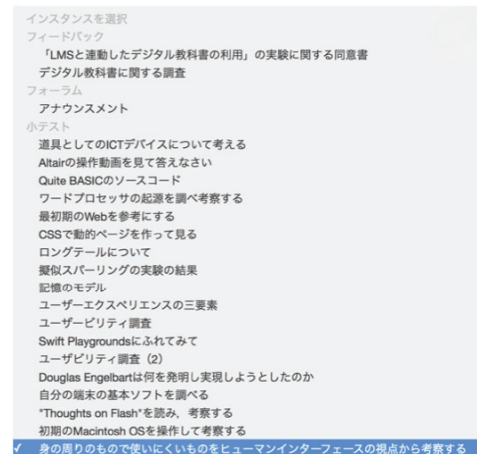 インスタンスを選択
フィードバック
「LMSと連動したデジタル教科書の利用」の実験に関する同意書
デジタル教科書に関する調査
フォーラム
アナウンスメント
小テスト
道具としてのICTデバイスについて考える
Altairの操作動画を見て答えなさい
Quite BASICのソースコード
ワードプロセッサの起源を調べ考察する
最初期のWebを参考にする
CSSで動的ページを作って見る
ロングテールについて
擬似スパーリングの実験の結果
記憶のモデル
ユーザーエクスペリエンスの三要素
ユーザービリティ調査
Swift Playgroundsにふれてみて
ユーザビリティ調査（2）
Douglas Engelbartは何を発明し実現しようとしたのか
自分の端末の基本ソフトを調べる
"Thoughts on Flash"を読み，考察する
初期のMacintosh OSを操作して考察する
✓ 身の周りのもので使いにくいものをヒューマンインターフェースの視点から考察する